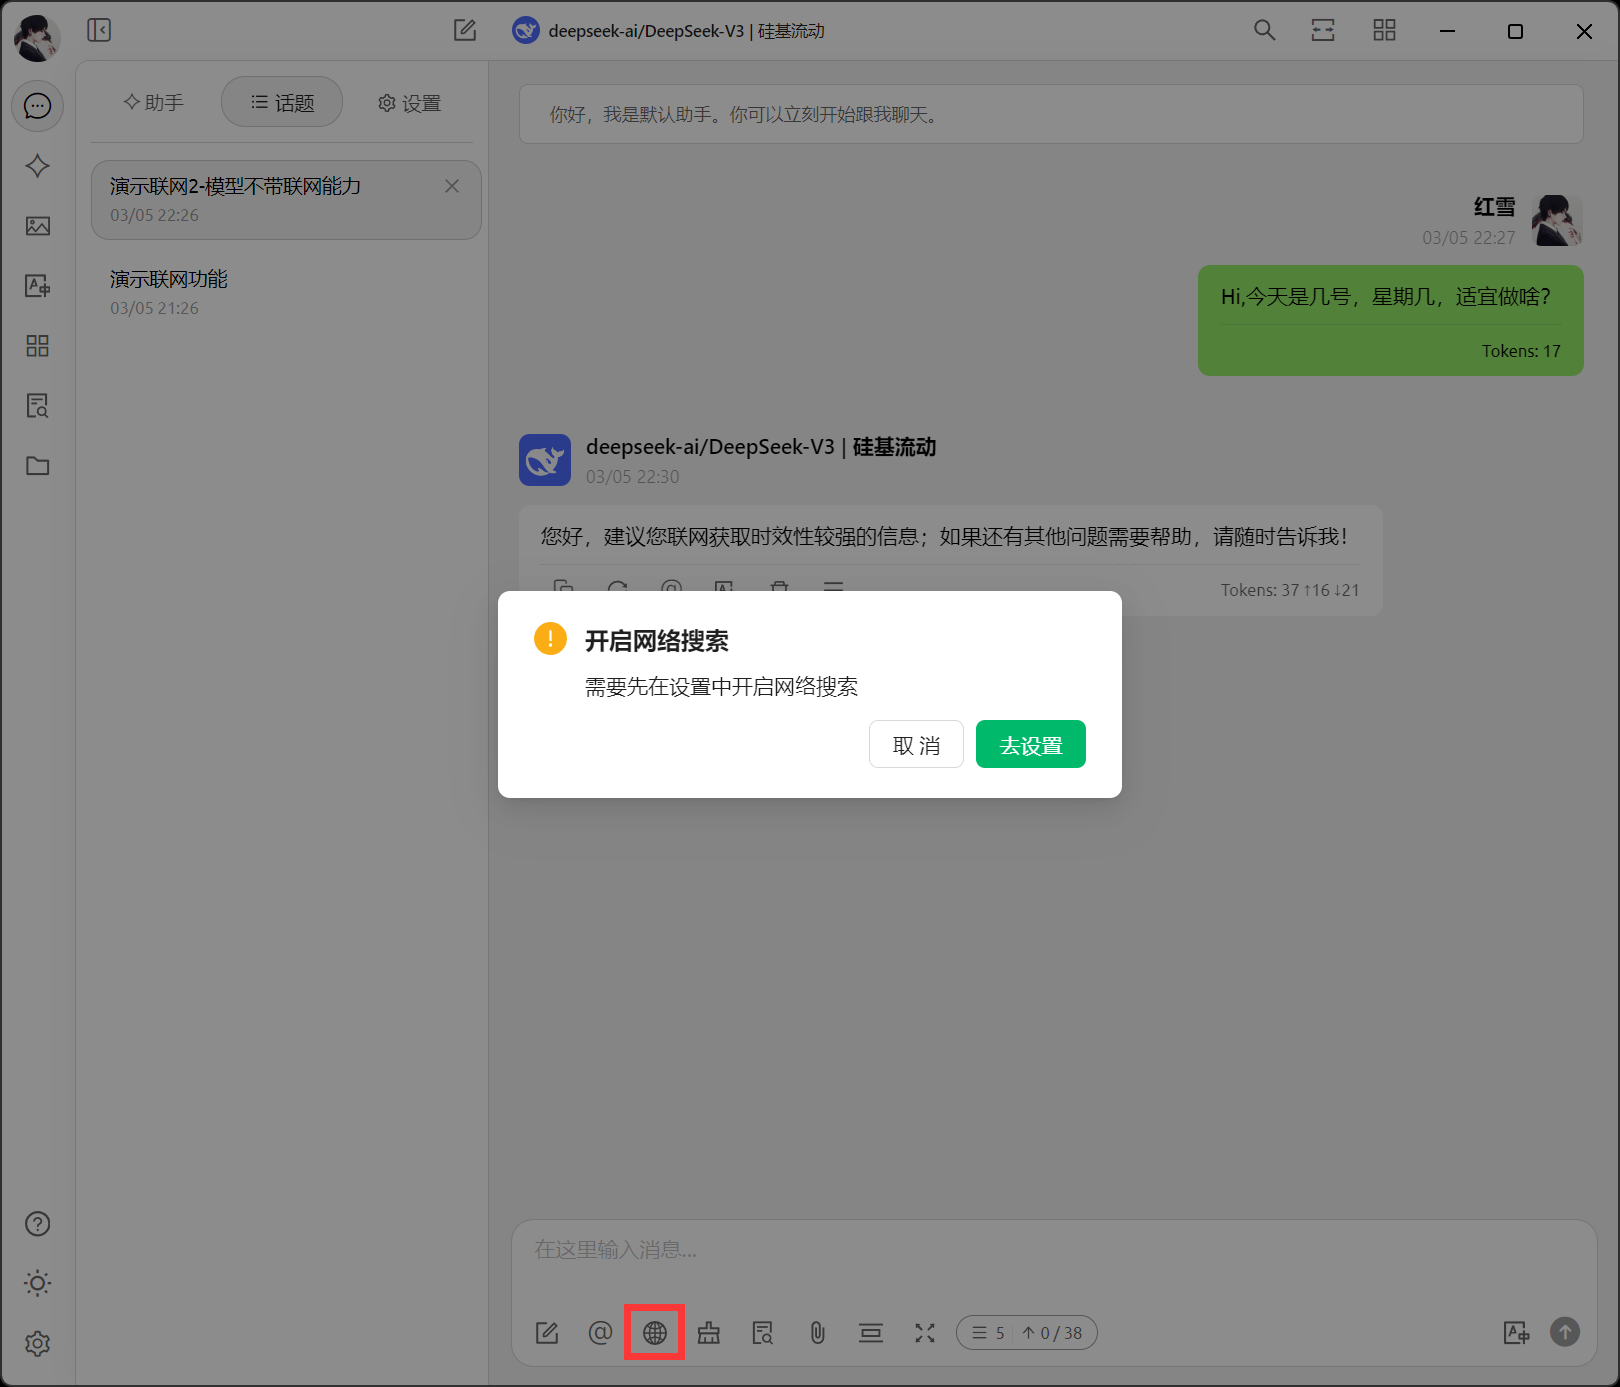 deepseek-ai/DeepSeek-V3 | 硅基流动
助手
话题
设置
演示联网2-模型不带联网能力
03/05 22:26
演示联网功能
03/05 21:26
你好，我是默认助手。你可以立刻开始跟我聊天。
红雪
03/05 22:27
Hi,今天是几号，星期几，适宜做啥？
Tokens: 17
deepseek-ai/DeepSeek-V3 | 硅基流动
03/05 22:30
您好，建议您联网获取时效性较强的信息；如果还有其他问题需要帮助，请随时告诉我！
Tokens: 37 ↑16 ↓21
开启网络搜索
需要先在设置中开启网络搜索
取 消
去设置
在这里输入消息...
5
↑ 0 / 38